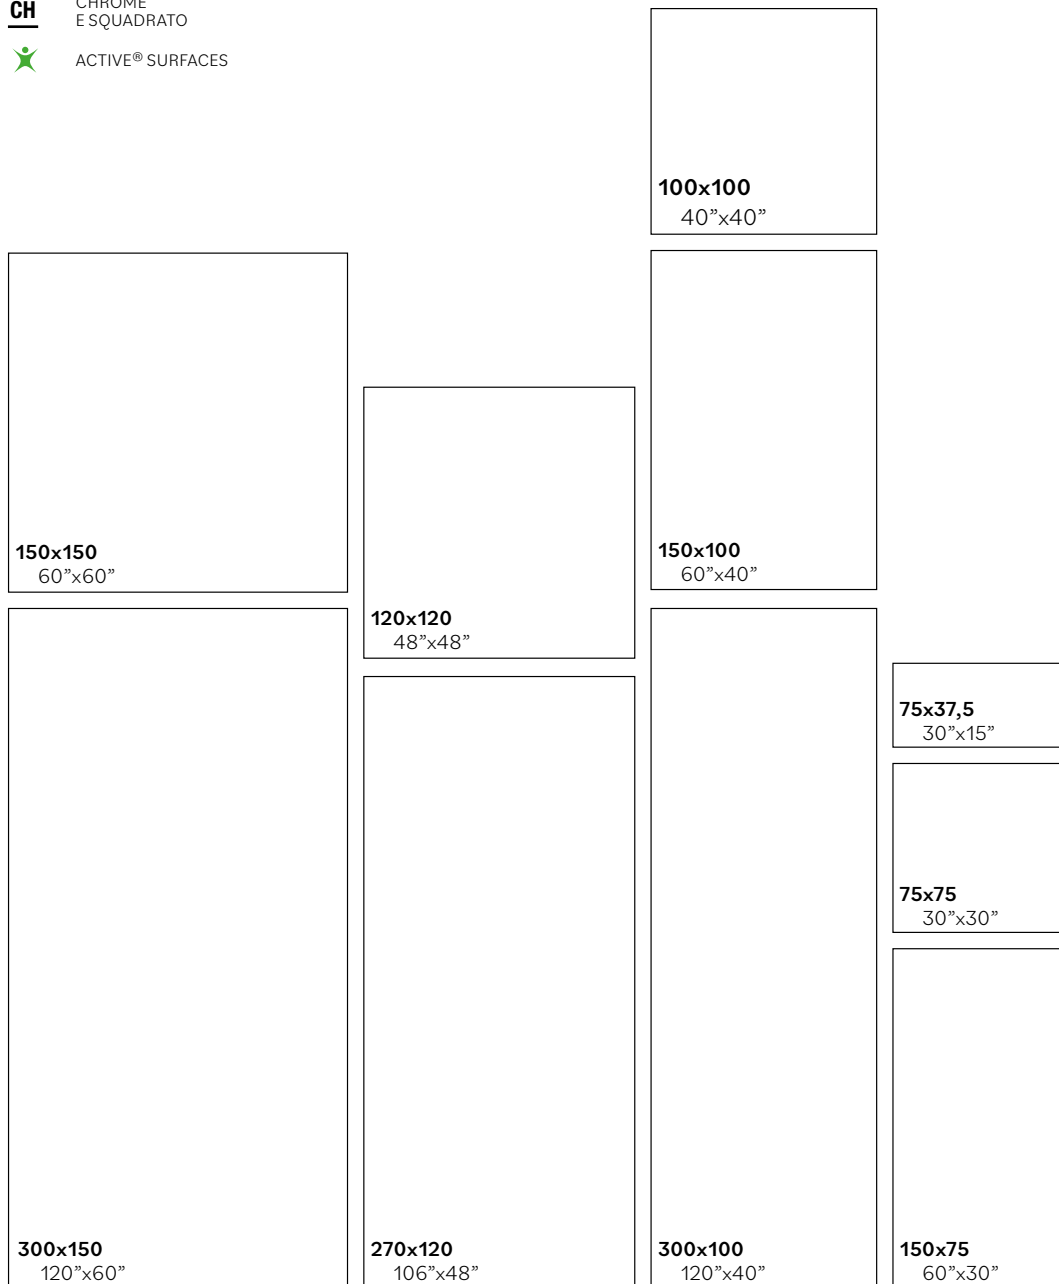 CH
CHROME
E SQUADRATO
ACTIVE® SURFACES
100x100
40”x40”
150x150
60”x60”
150x100
60”x40”
120x120
48”x48”
75x37,5
30”x15”
75x75
30”x30”
300x150
120”x60”
270x120
106”x48”
300x100
120”x40”
150x75
60”x30”